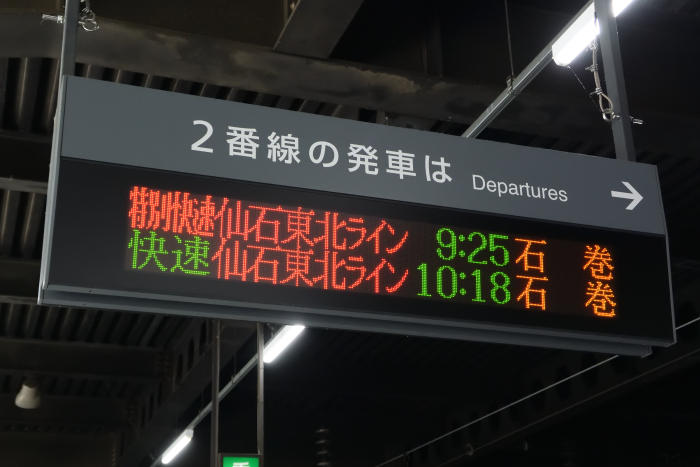 2番線の発車は Departures →
特別快速 仙石東北ライン 9:25 石巻
快速 仙石東北ライン 10:18 石巻